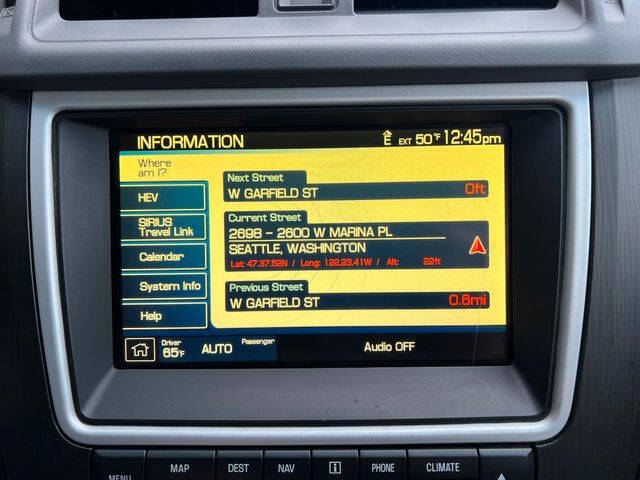 INFORMATION E EXT 50°F 12:45pm
Where
am I?
HEV
SIRIUS
Travel Link
Calendar
System Info
Help
Next Street
W GARFIELD ST 0ft
Current Street
2698 - 2600 W MARINA PL
SEATTLE, WASHINGTON
Lat: 47.37.52N / Long: 122.23.41W / Alt: 22ft
Previous Street
W GARFIELD ST 0.6mi
Driver
65°F
AUTO
Passenger
Audio OFF
MENU MAP DEST NAV i PHONE CLIMATE